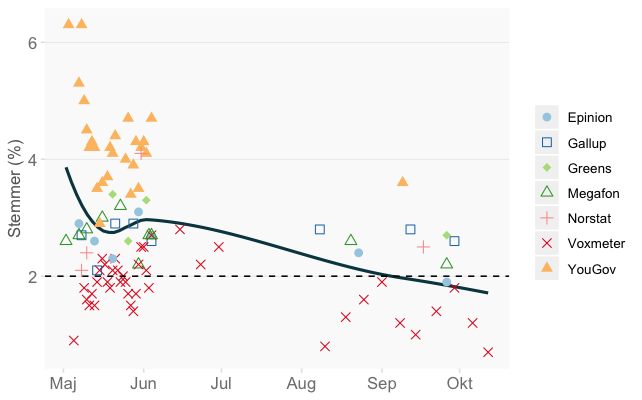 Stemmer (%)
6
4
2
Maj Jun Jul Aug Sep Okt
Epinion
Gallup
Greens
Megafon
Norstat
Voxmeter
YouGov